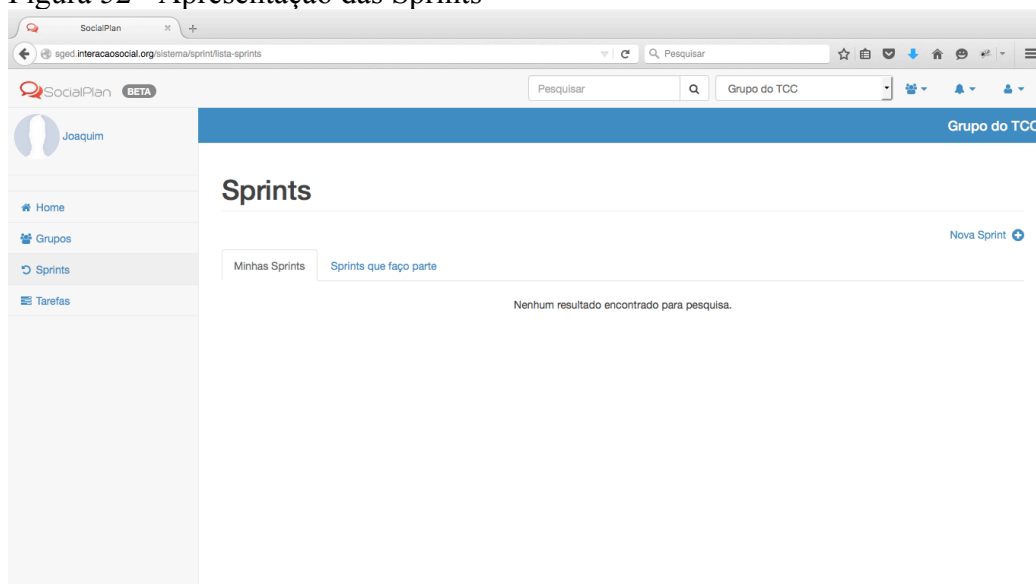 Figura 32 - Apresentação das Sprints
SocialPlan
sged.interacaosocial.org/sistema/sprint/lista-sprints
Pesquisar
SocialPlan BETA
Pesquisar
Grupo do TCC
Joaquim
Grupo do TCC
Sprints
Home
Grupos
Nova Sprint
Sprints
Minhas Sprints Sprints que faço parte
Tarefas
Nenhum resultado encontrado para pesquisa.